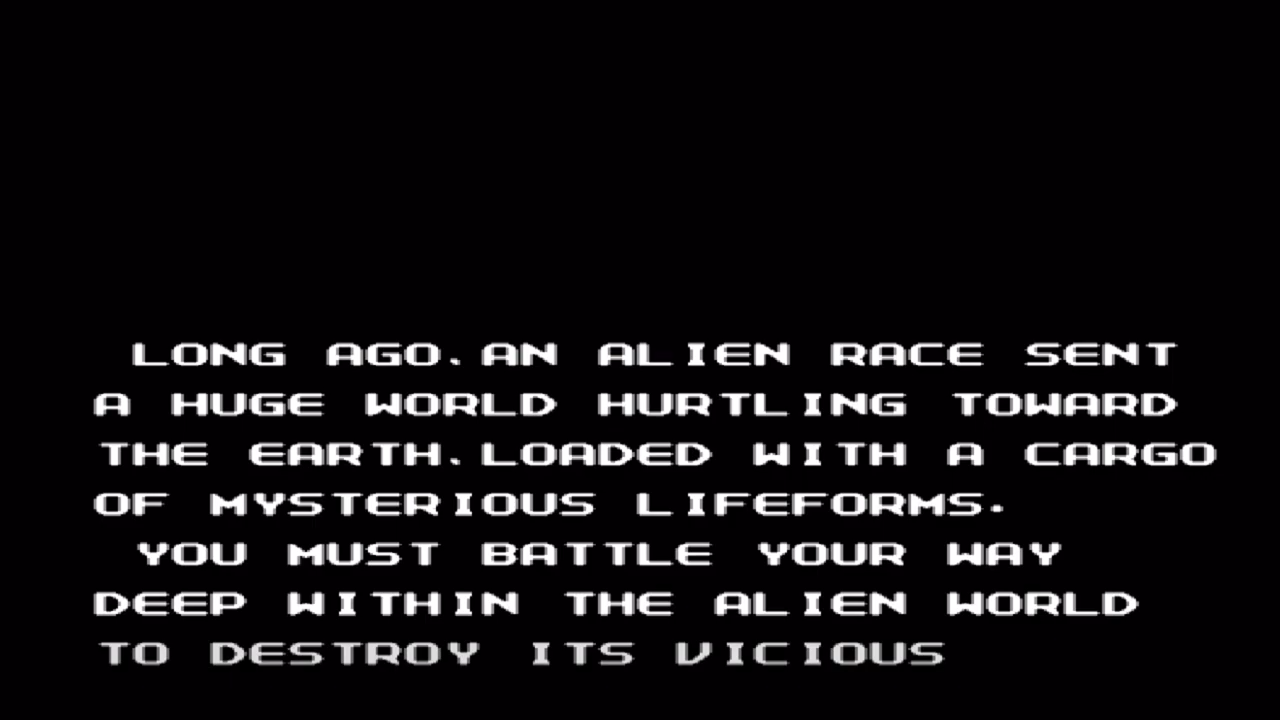 LONG AGO.AN ALIEN RACE SENT
A HUGE WORLD HURTLING TOWARD
THE EARTH.LOADED WITH A CARGO
OF MYSTERIOUS LIFEFORMS.
YOU MUST BATTLE YOUR WAY
DEEP WITHIN THE ALIEN WORLD
TO DESTROY ITS VICIOUS